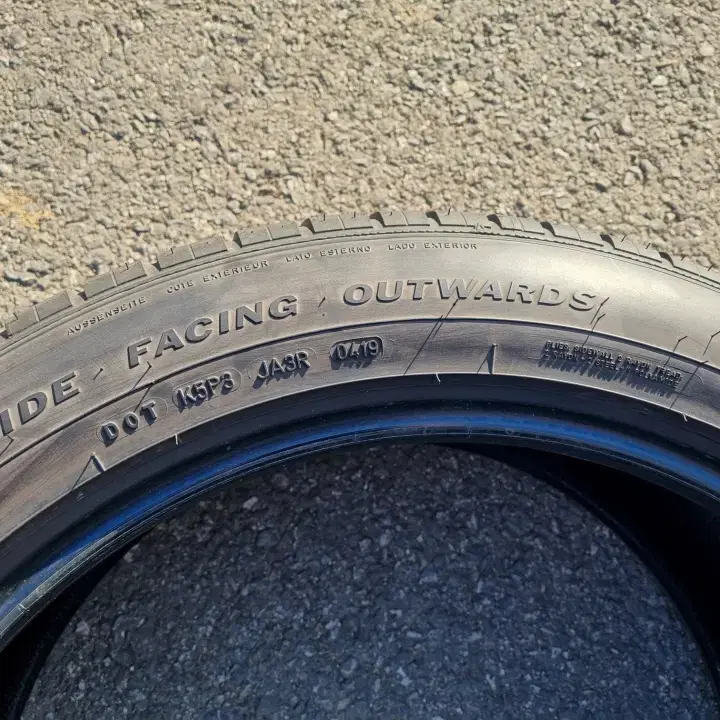 AUSSENSEITE COTE EXTERIEUR LATO ESTERNO LADO EXTERIOR
IDE FACING OUTWARDS
DOT K5P3 JA3R 0419